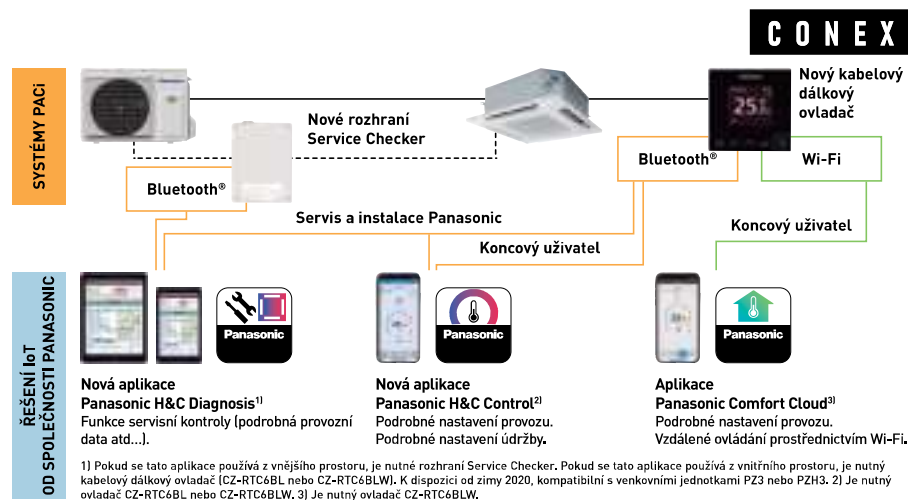 CONEX
SYSTÉMY PACi
Nové rozhraní
Service Checker
Nový kabelový
dálkový
ovladač
Bluetooth®
Bluetooth®
Wi-Fi
Servis a instalace Panasonic
Koncový uživatel
Koncový uživatel
ŘEŠENÍ IoT
OD SPOLEČNOSTI PANASONIC
Panasonic
Panasonic
Panasonic
Nová aplikace
Panasonic H&C Diagnosis1)
Funkce servisní kontroly (podrobná provozní
data atd...).
Nová aplikace
Panasonic H&C Control2)
Podrobné nastavení provozu.
Podrobné nastavení údržby.
Aplikace
Panasonic Comfort Cloud3)
Podrobné nastavení provozu.
Vzdálené ovládání prostřednictvím Wi-Fi.
1) Pokud se tato aplikace používá z vnějšího prostoru, je nutné rozhraní Service Checker. Pokud se tato aplikace používá z vnitřního prostoru, je nutný
kabelový dálkový ovladač (CZ-RTC6BL nebo CZ-RTC6BLW). K dispozici od zimy 2020, kompatibilní s venkovními jednotkami PZ3 nebo PZH3. 2) Je nutný
ovladač CZ-RTC6BL nebo CZ-RTC6BLW. 3) Je nutný ovladač CZ-RTC6BLW.